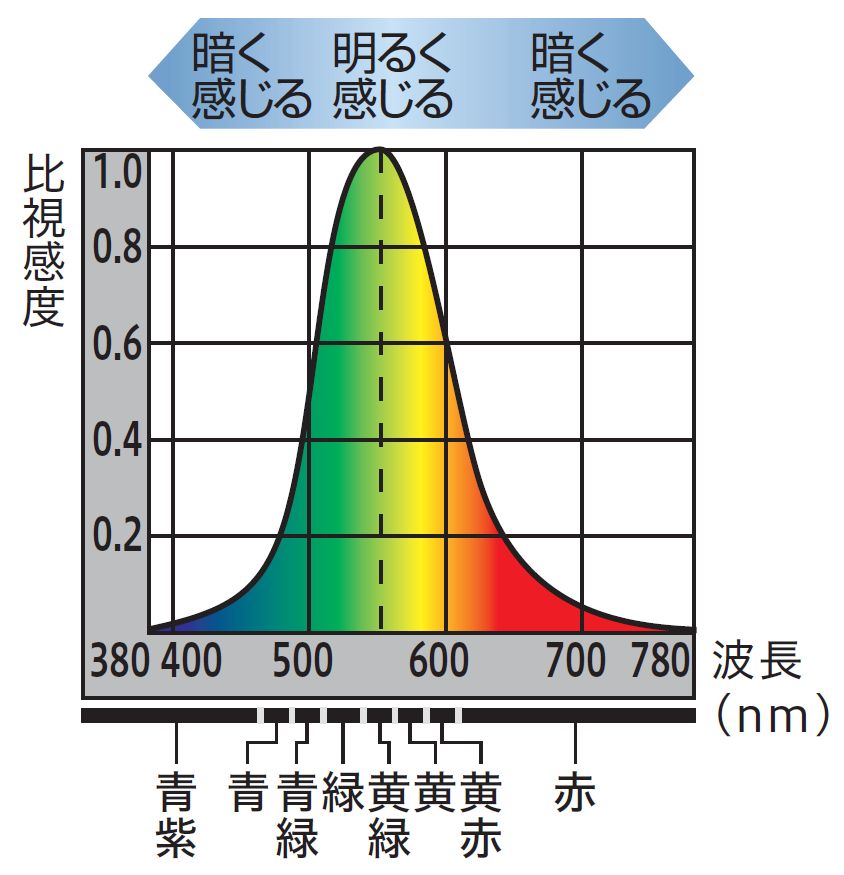 暗く
感じる
明るく
感じる
暗く
感じる
比視感度
1.0
0.8
0.6
0.4
0.2
380 400 500 600 700 780
波長
(nm)
青紫
青
青緑
緑
黄緑
黄
黄赤
赤